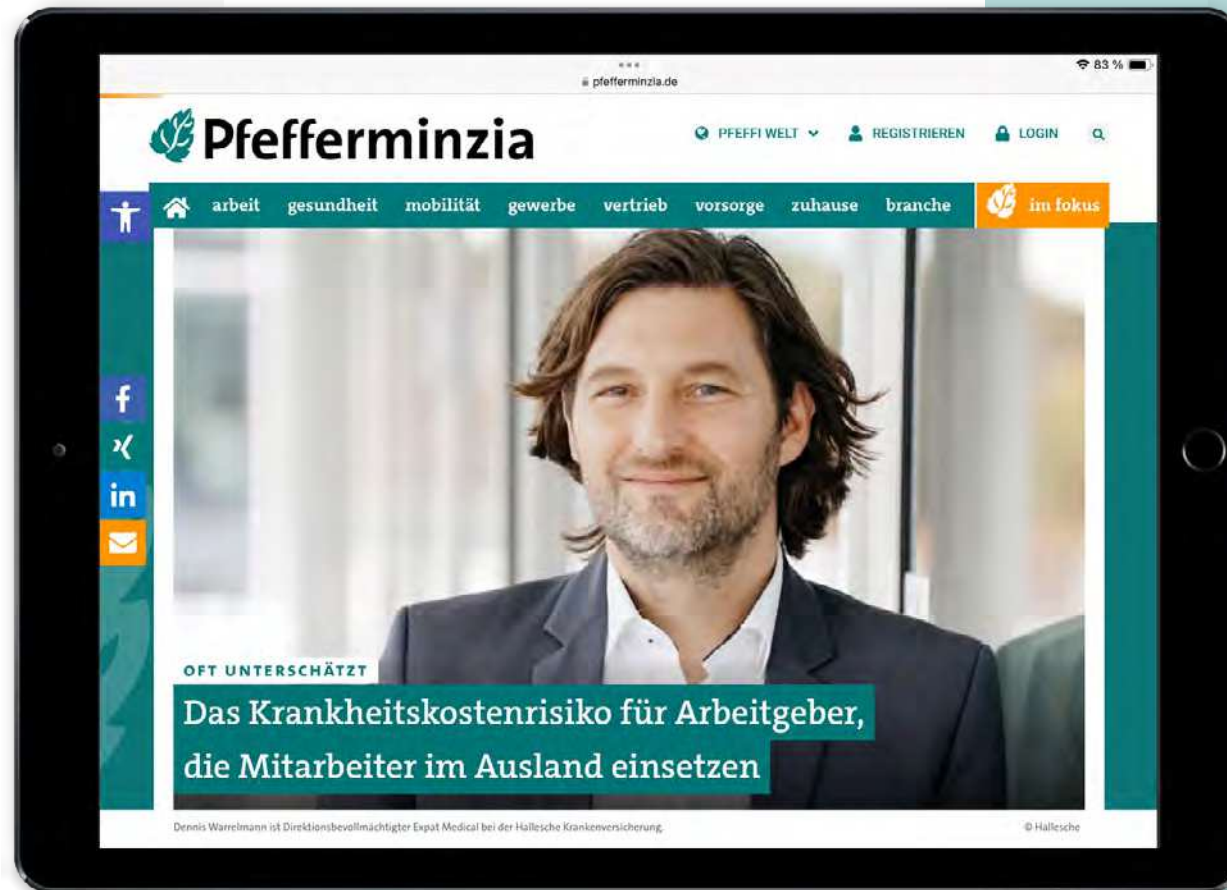 pfefferminzia.de
83 %
Pfefferminzia
PFEFFI WELT
REGISTRIEREN
LOGIN
arbeit
gesundheit
mobilität
gewerbe
vertrieb
vorsorge
zuhause
branche
im fokus
f
in
OFT UNTERSCHÄTZT
Das Krankheitskostenrisiko für Arbeitgeber,
die Mitarbeiter im Ausland einsetzen
Dennis Warrelmann ist Direktionsbevollmächtigter Expat Medical bei der Hallesche Krankenversicherung.
© Hallesche